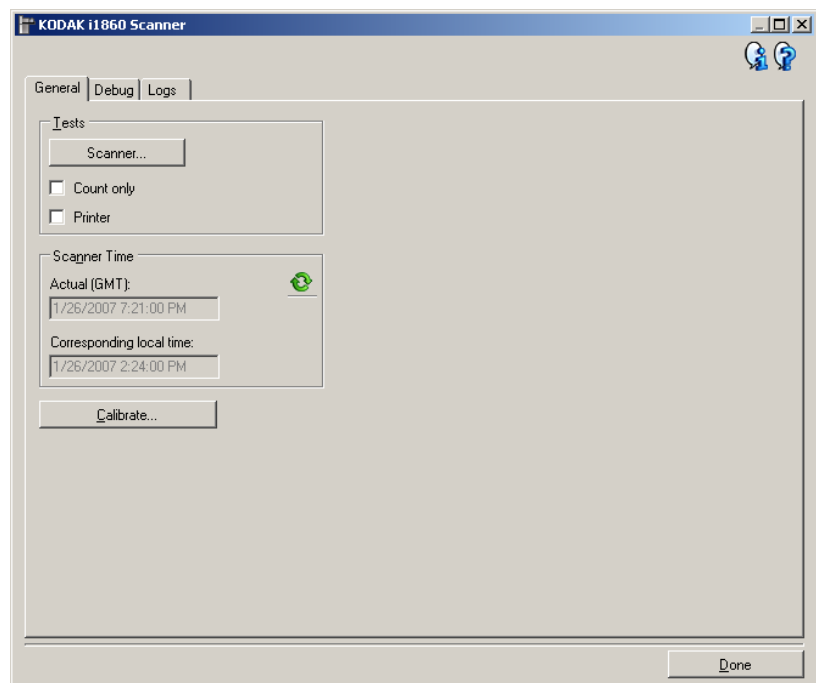 KODAK i1860 Scanner
General Debug Logs
Tests
Scanner...
Count only
Printer
Scanner Time
Actual (GMT):
1/26/2007 7:21:00 PM
Corresponding local time:
1/26/2007 2:24:00 PM
Calibrate...
Done